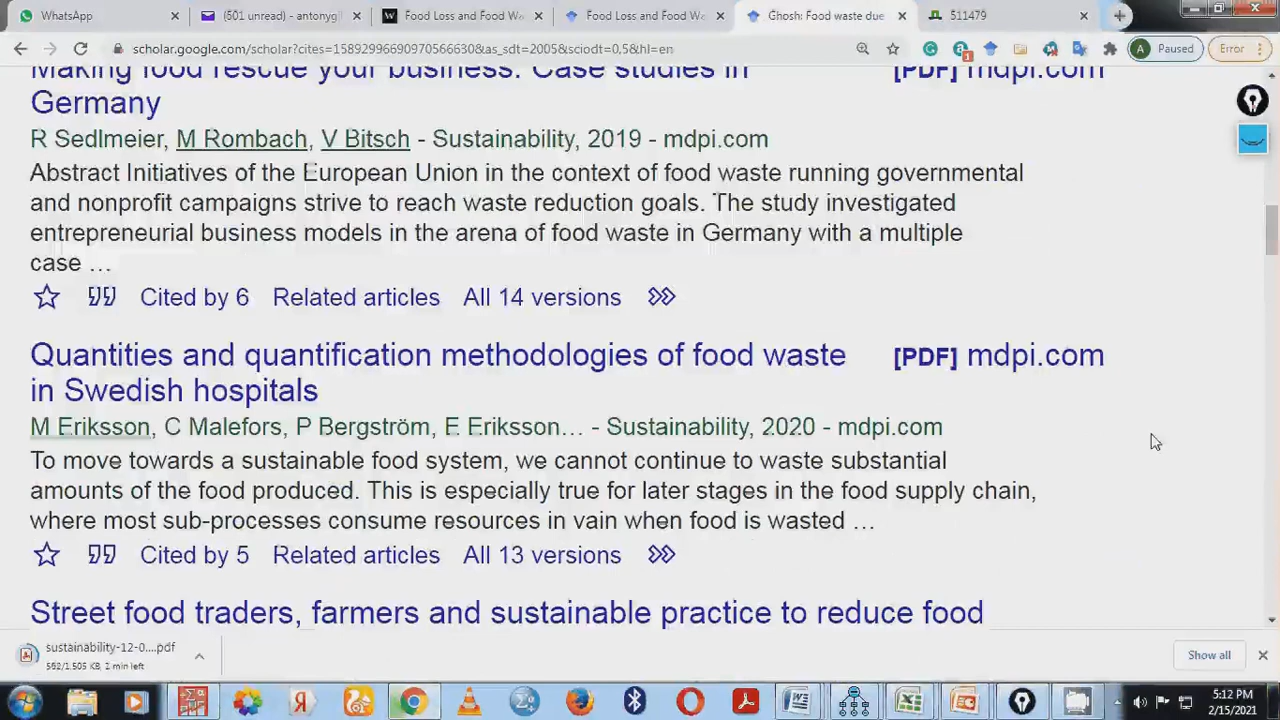 WhatsApp
(501 unread) - antonygl
Food Loss and Food Wa
Food Loss and Food Wa
Ghosh: Food waste due
511479
scholar.google.com/scholar?cites=15892996690970566630&as_sdt=2005&sciodt=0,5&hl=en
Paused
Error
Making food rescue your business: Case studies in
[PDF] mdpi.com
Germany
R Sedlmeier, M Rombach, V Bitsch - Sustainability, 2019 - mdpi.com
Abstract Initiatives of the European Union in the context of food waste running governmental
and nonprofit campaigns strive to reach waste reduction goals. The study investigated
entrepreneurial business models in the arena of food waste in Germany with a multiple
case …
Cited by 6 Related articles All 14 versions
Quantities and quantification methodologies of food waste
[PDF] mdpi.com
in Swedish hospitals
M Eriksson, C Malefors, P Bergström, E Eriksson… - Sustainability, 2020 - mdpi.com
To move towards a sustainable food system, we cannot continue to waste substantial
amounts of the food produced. This is especially true for later stages in the food supply chain,
where most sub-processes consume resources in vain when food is wasted …
Cited by 5 Related articles All 13 versions
Street food traders, farmers and sustainable practice to reduce food
sustainability-12-0....pdf
562/1,505 KB, 1 min left
Show all
5:12 PM
2/15/2021